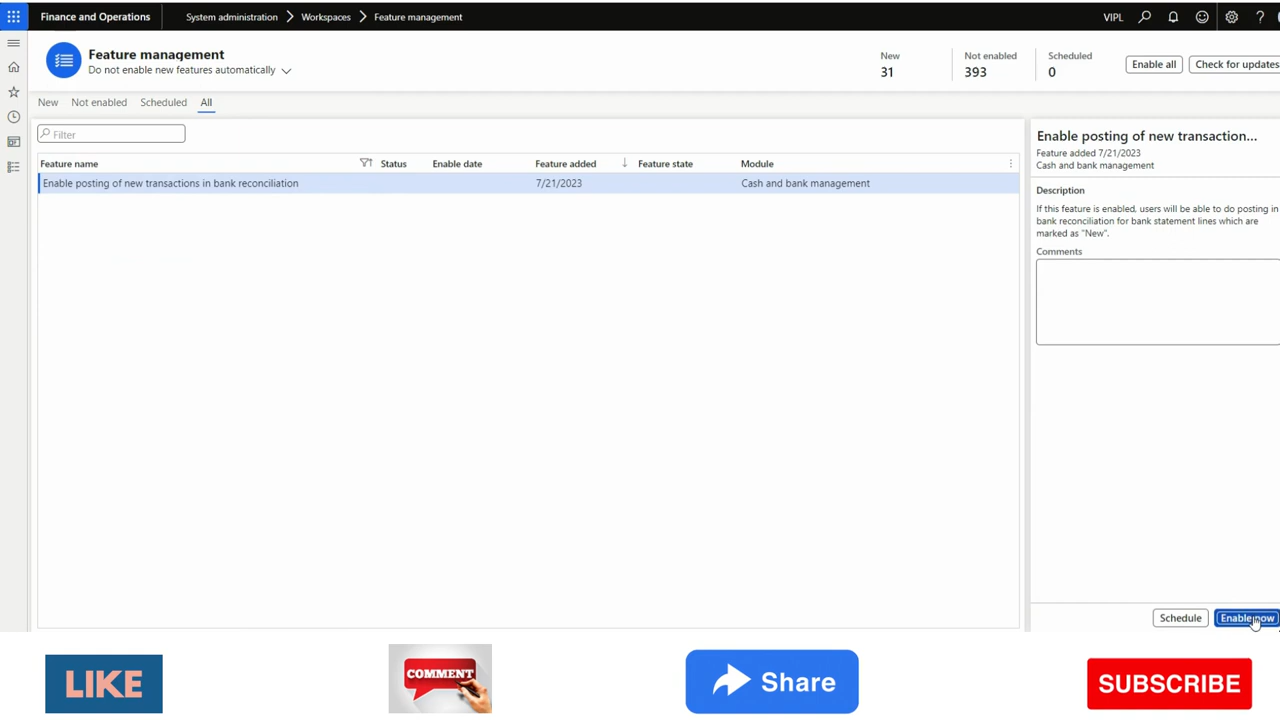 Finance and Operations System administration Workspaces Feature management VIPL
Feature management
Do not enable new features automatically
New
31
Not enabled
393
Scheduled
0
Enable all Check for updates
New Not enabled Scheduled All
Filter
Feature name Status Enable date Feature added Feature state Module
Enable posting of new transactions in bank reconciliation 7/21/2023 Cash and bank management
Enable posting of new transaction...
Feature added 7/21/2023
Cash and bank management
Description
If this feature is enabled, users will be able to do posting in
bank reconciliation for bank statement lines which are
marked as "New".
Comments
Schedule Enable now
LIKE COMMENT Share SUBSCRIBE